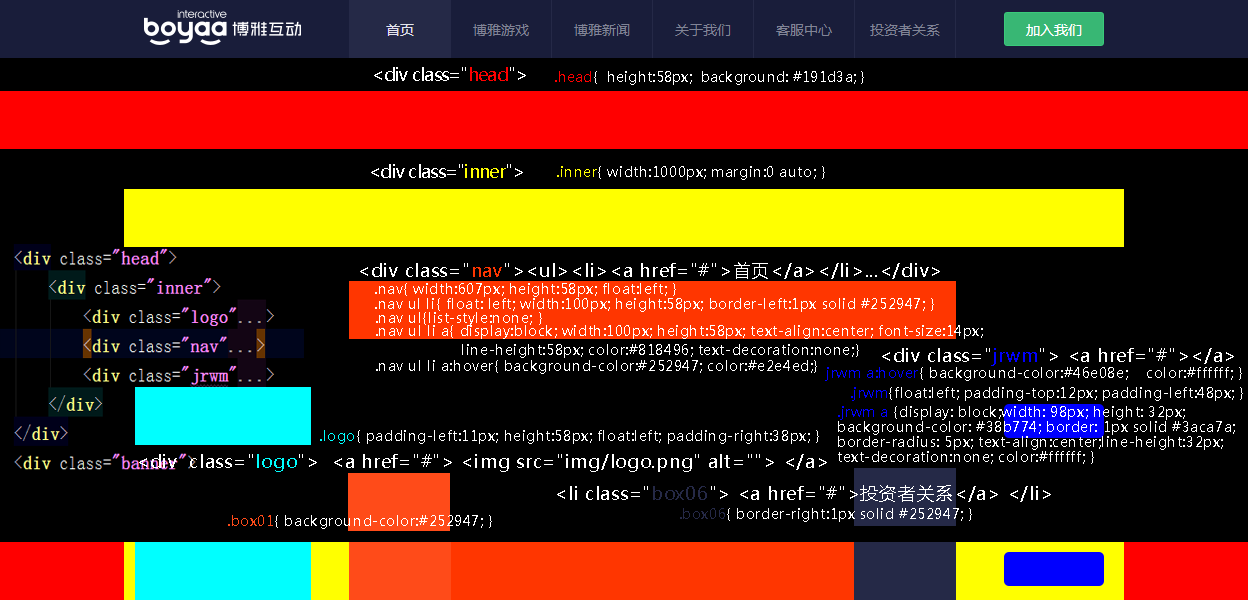 interactive
boyaa 博雅互动
首页
博雅游戏
博雅新闻
关于我们
客服中心
投资者关系
加入我们
<div class="head"> .head{ height:58px; background: #191d3a; }
<div class="inner"> .inner{ width:1000px; margin:0 auto; }
<div class="head">
<div class="inner">
<div class="logo"...>
<div class="nav"...>
<div class="jrwm"...>
</div>
</div>
<div class="banner">
<div class="nav"><ul><li><a href="#">首页</a></li>...</div>
.nav{ width:607px; height:58px; float:left; }
.nav ul li{ float: left; width:100px; height:58px; border-left:1px solid #252947; }
.nav ul{list-style:none; }
.nav ul li a{ display:block; width:100px; height:58px; text-align:center; font-size:14px;
line-height:58px; color:#818496; text-decoration:none;}
.nav ul li a:hover{ background-color:#252947; color:#e2e4ed;}
<div class="jrwm"> <a href="#"></a>
.jrwm a:hover{ background-color:#46e08e; color:#ffffff; }
.jrwm{float:left; padding-top:12px; padding-left:48px; }
.jrwm a {display: block;width: 98px; height: 32px;
background-color: #38b774; border: 1px solid #3aca7a;
border-radius: 5px; text-align:center;line-height:32px;
text-decoration:none; color:#ffffff; }
.logo{ padding-left:11px; height:58px; float:left; padding-right:38px; }
<div class="logo"> <a href="#"> <img src="img/logo.png" alt=""> </a>
<li class="box06"> <a href="#">投资者关系</a> </li>
.box06{ border-right:1px solid #252947; }
.box01{ background-color:#252947; }